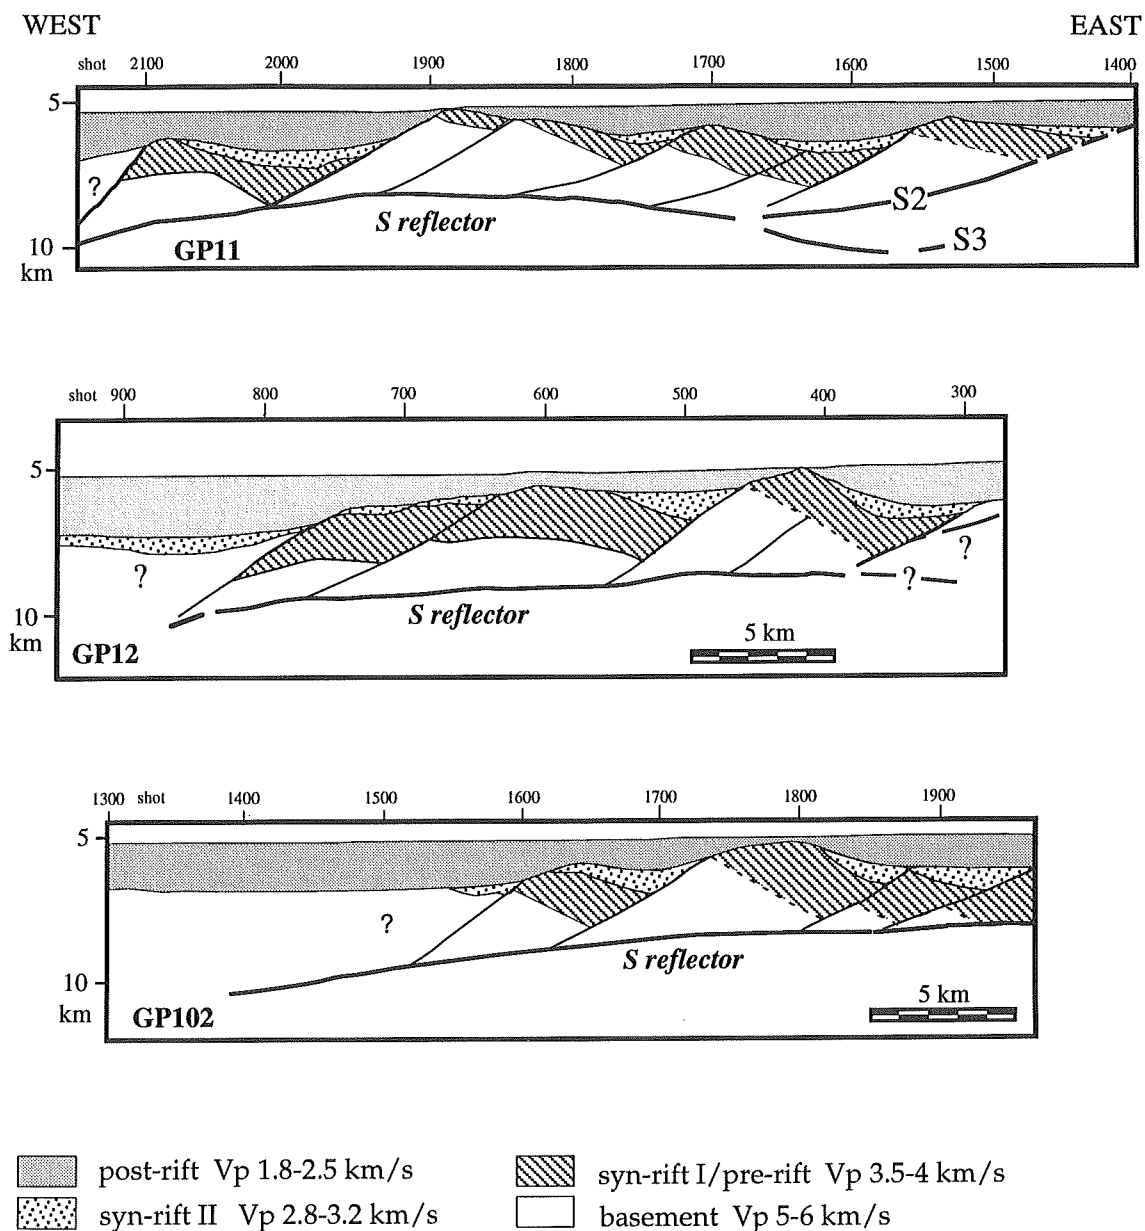 WEST EAST
shot 2100 2000 1900 1800 1700 1600 1500 1400
5
?
S2
S reflector
10 GP11 S3
km
shot 900 800 700 600 500 400 300
5
? ? ?
10 S reflector
km GP12 5 km
1300 shot 1400 1500 1600 1700 1800 1900
5
?
S reflector
10 5 km
km GP102
post-rift Vp 1.8-2.5 km/s syn-rift I/pre-rift Vp 3.5-4 km/s
syn-rift II Vp 2.8-3.2 km/s basement Vp 5-6 km/s